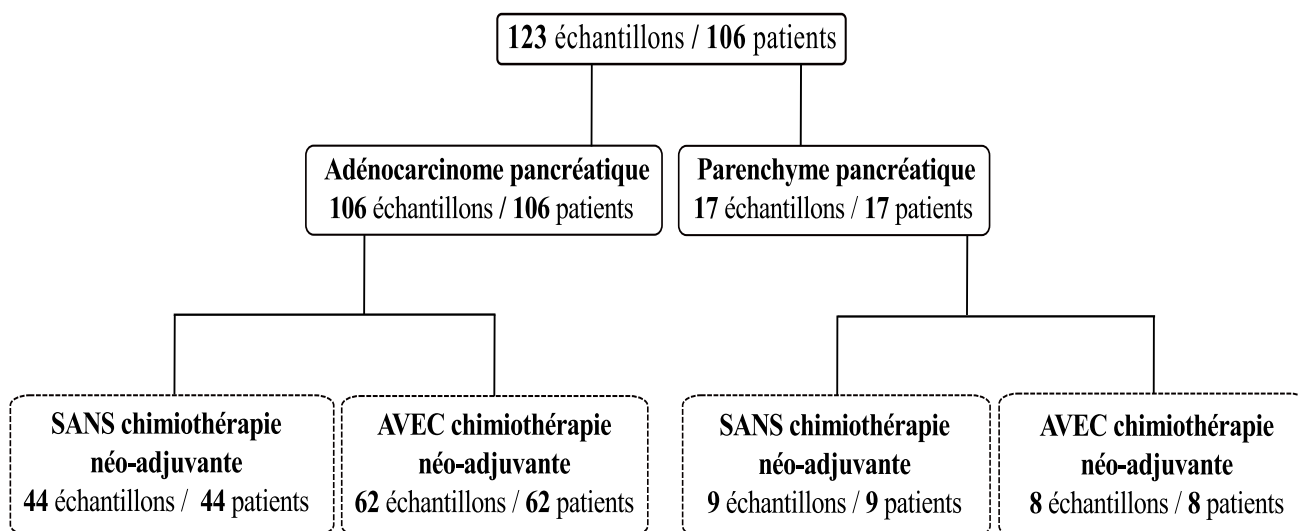 123 échantillons / 106 patients
Adénocarcinome pancréatique
106 échantillons / 106 patients
Parenchyme pancréatique
17 échantillons / 17 patients
SANS chimiothérapie
néo-adjuvante
44 échantillons / 44 patients
AVEC chimiothérapie
néo-adjuvante
62 échantillons / 62 patients
SANS chimiothérapie
néo-adjuvante
9 échantillons / 9 patients
AVEC chimiothérapie
néo-adjuvante
8 échantillons / 8 patients